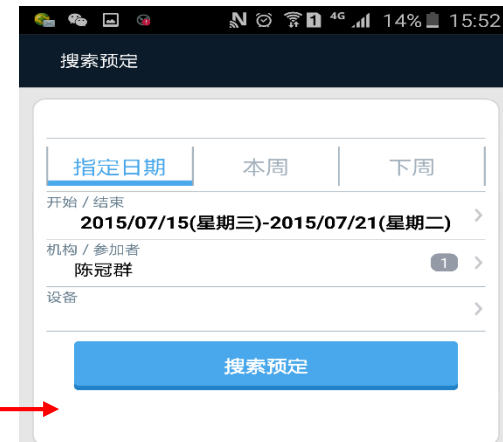 4G 14% 15:52
搜索预定
指定日期 本周 下周
开始 / 结束
2015/07/15(星期三)-2015/07/21(星期二)
机构 / 参加者
陈冠群 1
设备
搜索预定